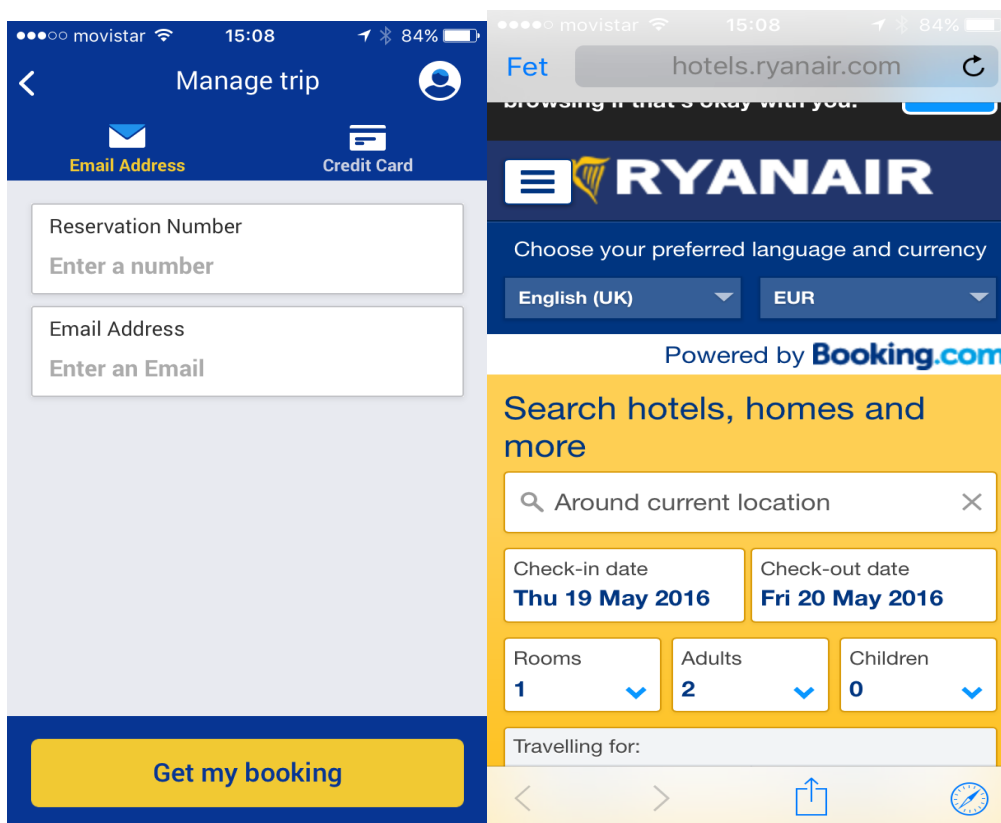 movistar 15:08 84%
Manage trip
Email Address Credit Card
Reservation Number
Enter a number
Email Address
Enter an Email
Get my booking
movistar 15:08 84%
Fet hotels.ryanair.com
browsing if that's okay with you.
RYANAIR
Choose your preferred language and currency
English (UK) EUR
Powered by Booking.com
Search hotels, homes and
more
Around current location
Check-in date Check-out date
Thu 19 May 2016 Fri 20 May 2016
Rooms Adults Children
1 2 0
Travelling for: